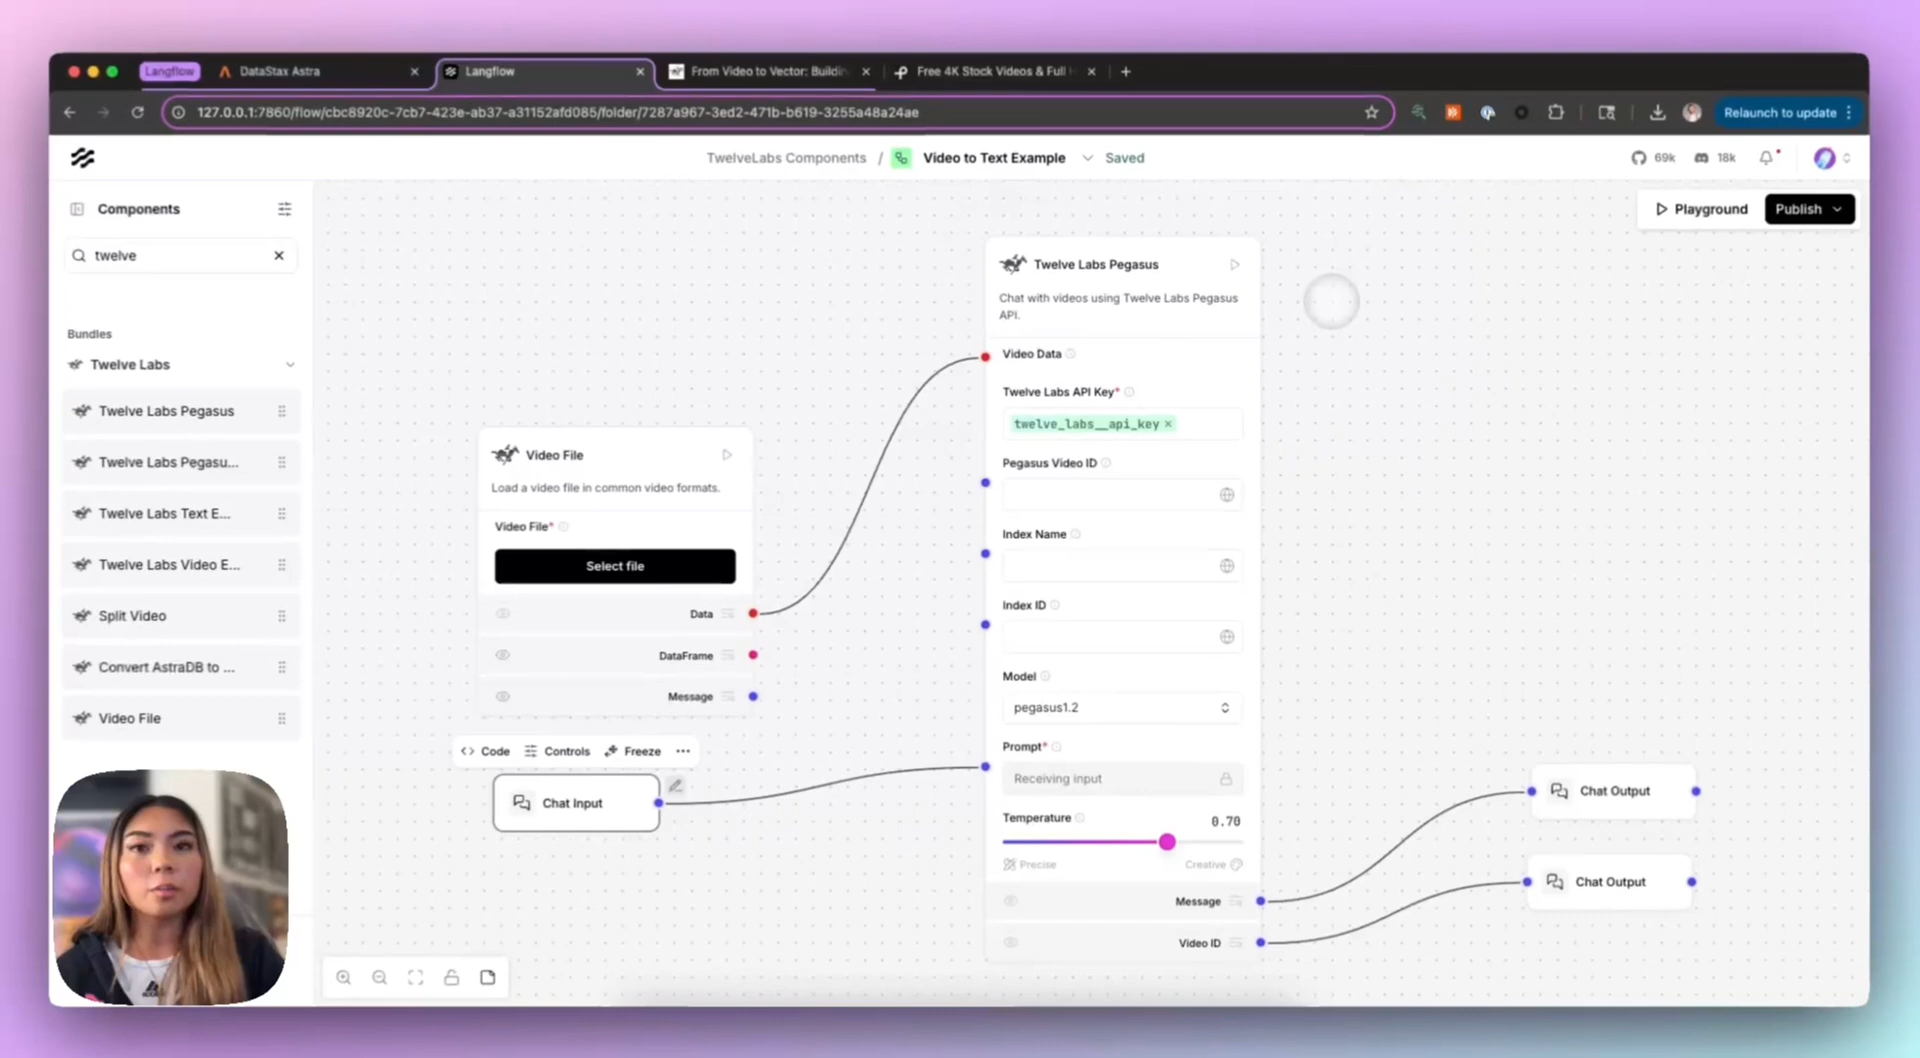 Langflow
DataStax Astra
Langflow
From Video to Vector: Buildin
Free 4K Stock Videos & Full
127.0.0.1:7860/flow/cbc8920c-7cb7-423e-ab37-a31152afd085/folder/7287a967-3ed2-471b-b619-3255a48a24ae
Relaunch to update
TwelveLabs Components / Video to Text Example Saved
69k
18k
Components
twelve
Bundles
Twelve Labs
Twelve Labs Pegasus
Twelve Labs Pegasu...
Twelve Labs Text E...
Twelve Labs Video E...
Split Video
Convert AstraDB to ...
Video File
Playground
Publish
Video File
Load a video file in common video formats.
Video File*
Select file
Data
DataFrame
Message
Code
Controls
Freeze
Chat Input
Twelve Labs Pegasus
Chat with videos using Twelve Labs Pegasus
API.
Video Data
Twelve Labs API Key*
twelve_labs__api_key
Pegasus Video ID
Index Name
Index ID
Model
pegasus1.2
Prompt*
Receiving input
Temperature
0.70
Precise
Creative
Message
Video ID
Chat Output
Chat Output